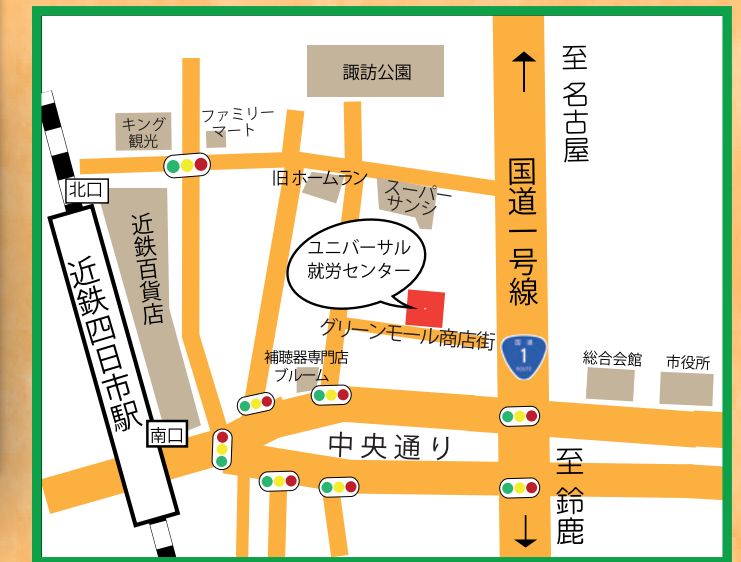 諏訪公園
至 名古屋
キング
観光
ファミリー
マート
旧 ホームラン
スーパー
サンシ
北口
近鉄百貨店
国道一号線
ユニバーサル
就労センター
近鉄四日市駅
グリーンモール商店街
国道
1
ROUTE
補聴器専門店
ブルーム
総合会館
市役所
南口
中央通り
至 鈴鹿